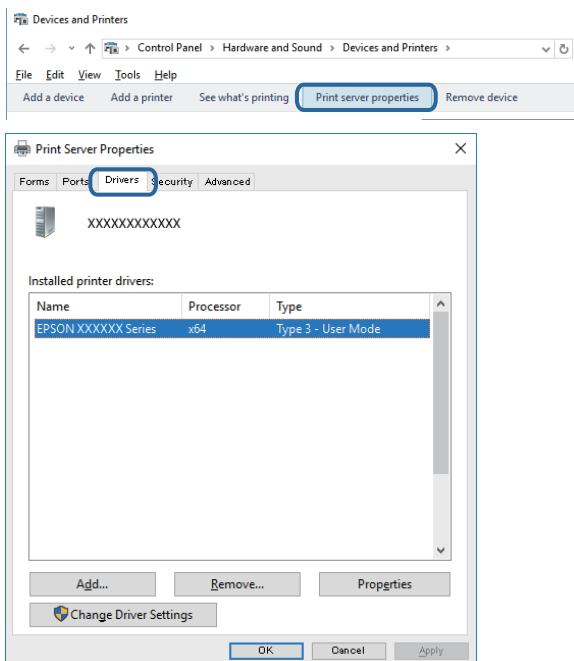 Devices and Printers
Control Panel > Hardware and Sound > Devices and Printers >
File Edit View Tools Help
Add a device Add a printer See what's printing Print server properties Remove device
Print Server Properties
Forms Ports Drivers Security Advanced
XXXXXXXXXXXX
Installed printer drivers:
Name Processor Type
EPSON XXXXXX Series x64 Type 3 - User Mode
Add... Remove... Properties
Change Driver Settings
OK Cancel Apply